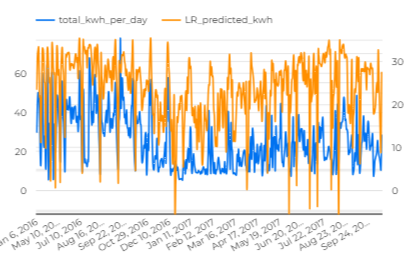 total_kwh_per_day LR_predicted_kwh
60
40
20
0
30
20
10
0
an 6, 2016
May 10, 20...
Jul 10, 2016
Aug 16, 20...
Sep 22, 20...
Oct 29, 2016
Dec 10, 2016
Jan 11, 2017
Feb 12, 2017
Mar 16, 2017
Apr 17, 2017
May 19, 2017
Jun 20, 20...
Jul 22, 2017
Aug 23, 20...
Sep 24, 20...